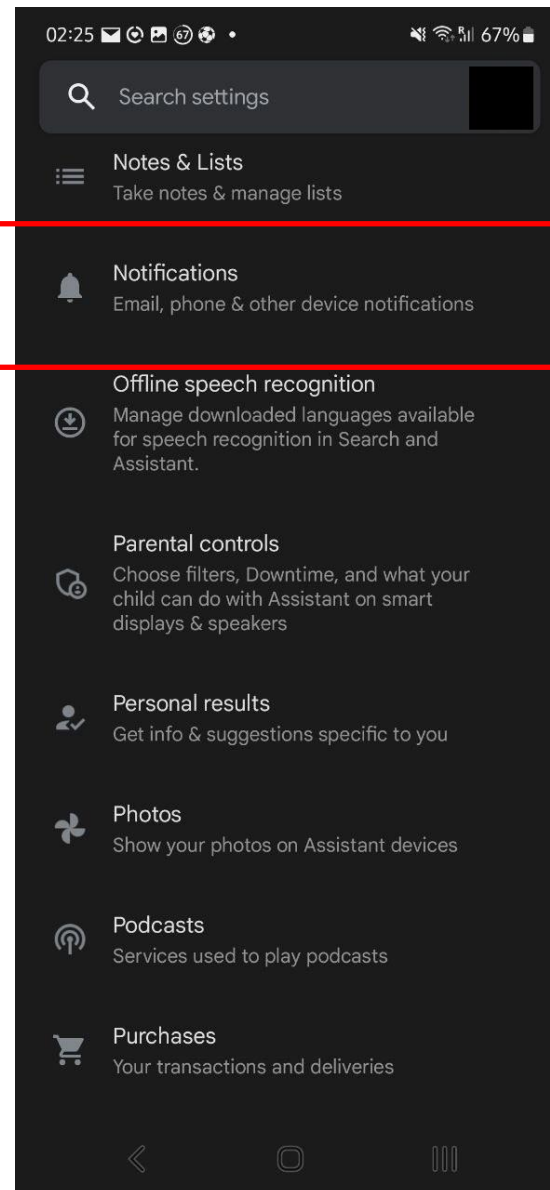 02:25 67 67%
Search settings
Notes & Lists
Take notes & manage lists
Notifications
Email, phone & other device notifications
Offline speech recognition
Manage downloaded languages available
for speech recognition in Search and
Assistant.
Parental controls
Choose filters, Downtime, and what your
child can do with Assistant on smart
displays & speakers
Personal results
Get info & suggestions specific to you
Photos
Show your photos on Assistant devices
Podcasts
Services used to play podcasts
Purchases
Your transactions and deliveries